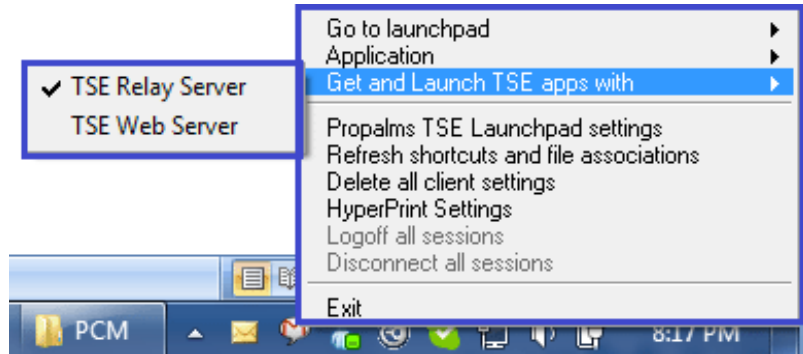 Go to launchpad
Application
Get and Launch TSE apps with
TSE Relay Server
TSE Web Server
Propalms TSE Launchpad settings
Refresh shortcuts and file associations
Delete all client settings
HyperPrint Settings
Logoff all sessions
Disconnect all sessions
Exit
PCM
8:17 PM